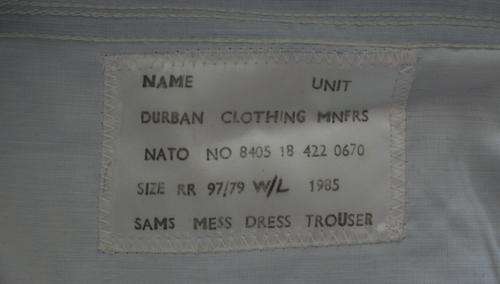 NAME UNIT
DURBAN CLOTHING MNFRS
NATO NO 8405 18 422 0670
SIZE RR 97/79 W/L 1985
SAMS MESS DRESS TROUSER